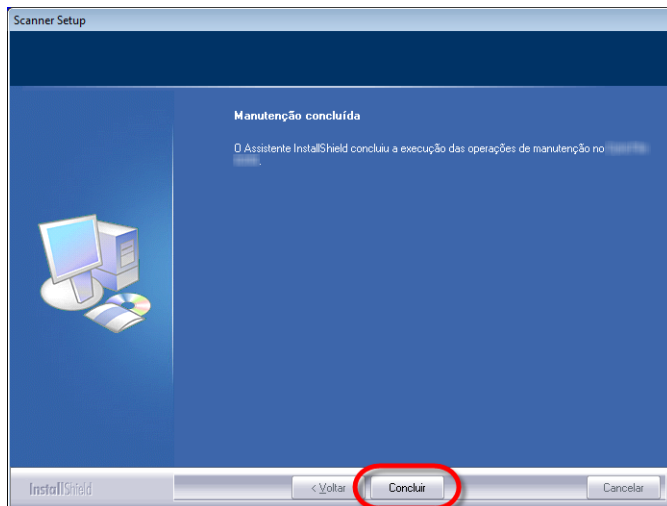 Scanner Setup
Manutenção concluída
O Assistente InstallShield concluiu a execução das operações de manutenção no
.
InstallShield
< Voltar
Concluir
Cancelar